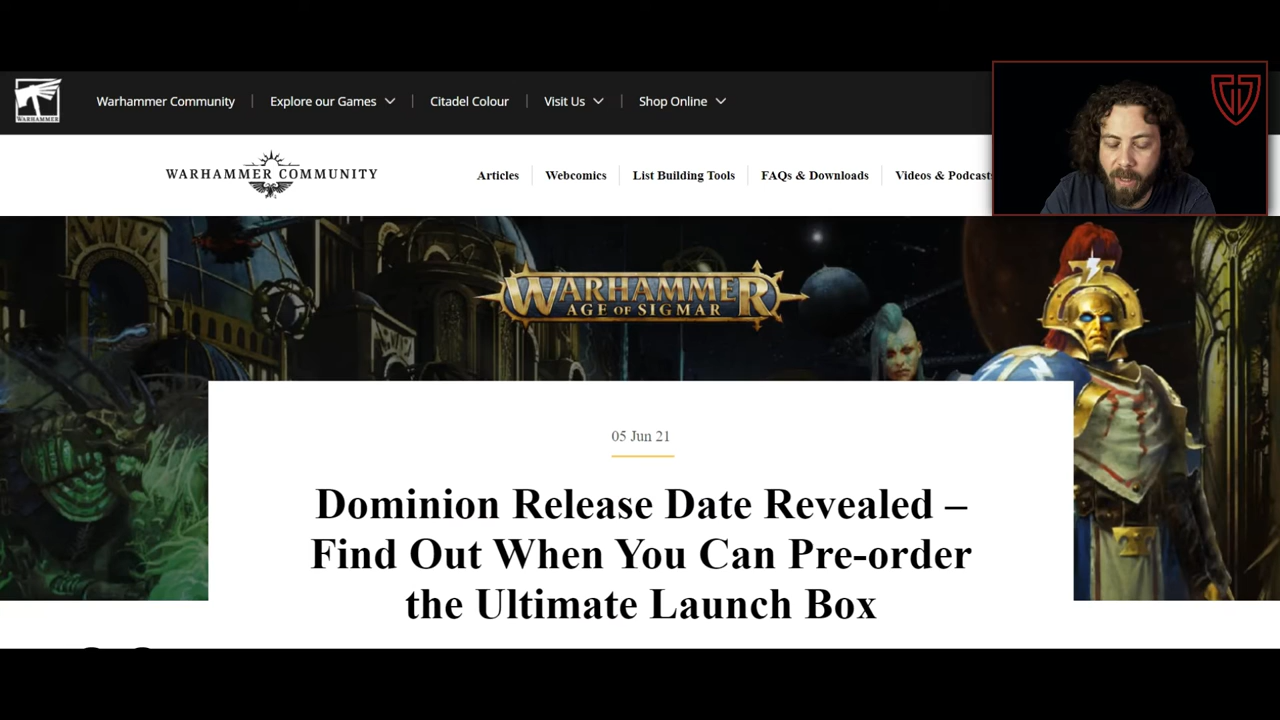 Warhammer Community
Explore our Games
Citadel Colour
Visit Us
Shop Online
WARHAMMER
WARHAMMER COMMUNITY
Articles
Webcomics
List Building Tools
FAQs & Downloads
Videos & Podcasts
WARHAMMER
AGE OF SIGMAR
05 Jun 21
Dominion Release Date Revealed –
Find Out When You Can Pre-order
the Ultimate Launch Box